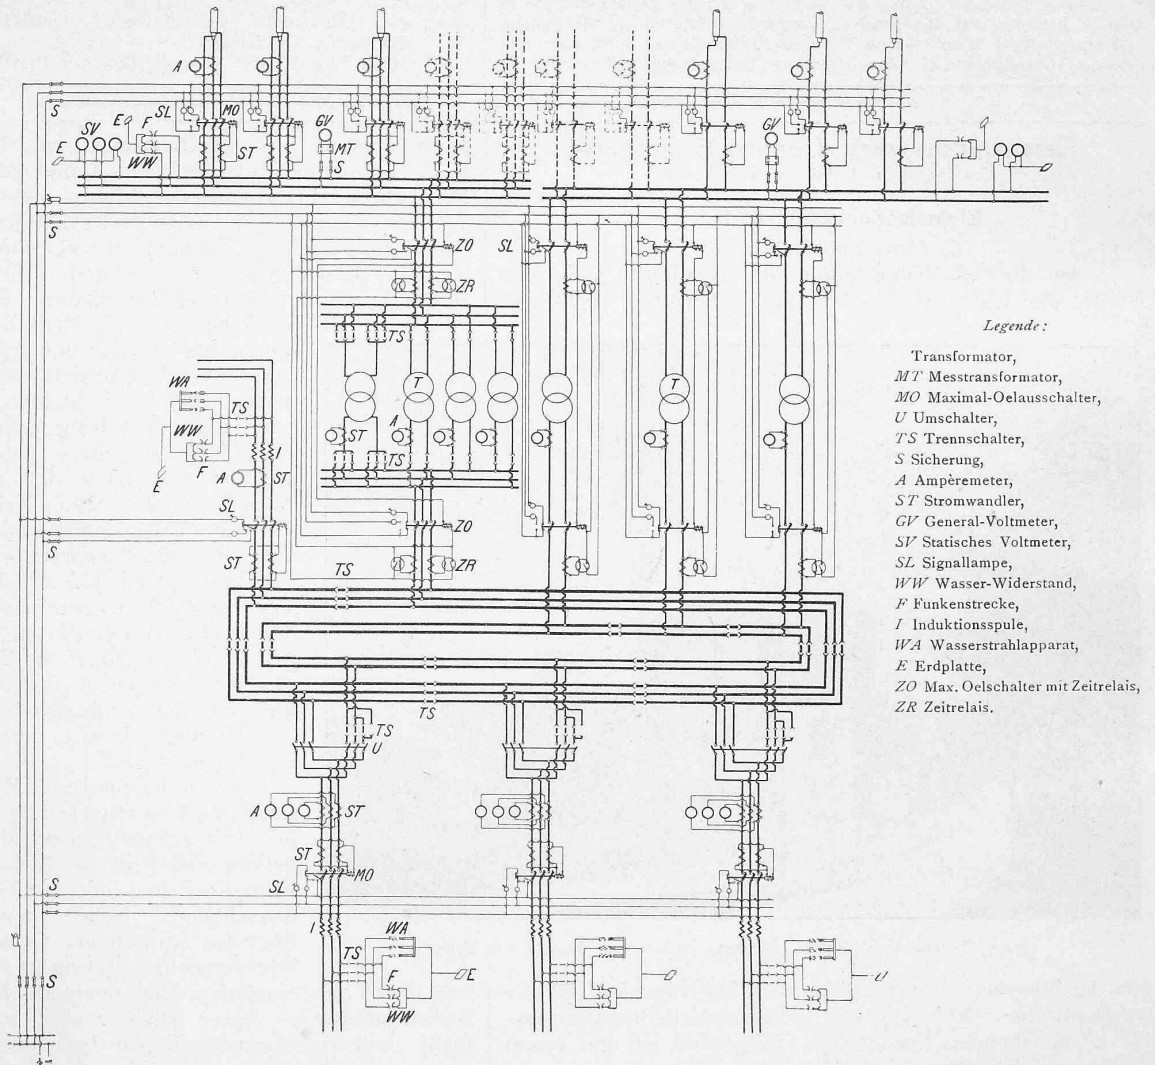 A
S
SL
MO
GV
GV
E
SV
E
F
WW
ST
MT
S
S
ZO
SL
ZR
TS
WA
TS
WW
F
E
I
A
ST
T
T
ST
A
TS
SL
S
ST
ZO
ZR
TS
TS
TS
U
A
ST
ST
MO
SL
S
I
WA
TS
F
E
WW
S
Legende:
Transformator,
MT Messtransformator,
MO Maximal-Oelausschalter,
U Umschalter,
TS Trennschalter,
S Sicherung,
A Ampèremeter,
ST Stromwandler,
GV General-Voltmeter,
SV Statisches Voltmeter,
SL Signallampe,
WW Wasser-Widerstand,
F Funkenstrecke,
I Induktionsspule,
WA Wasserstrahlapparat,
E Erdplatte,
ZO Max. Oelschalter mit Zeitrelais,
ZR Zeitrelais.